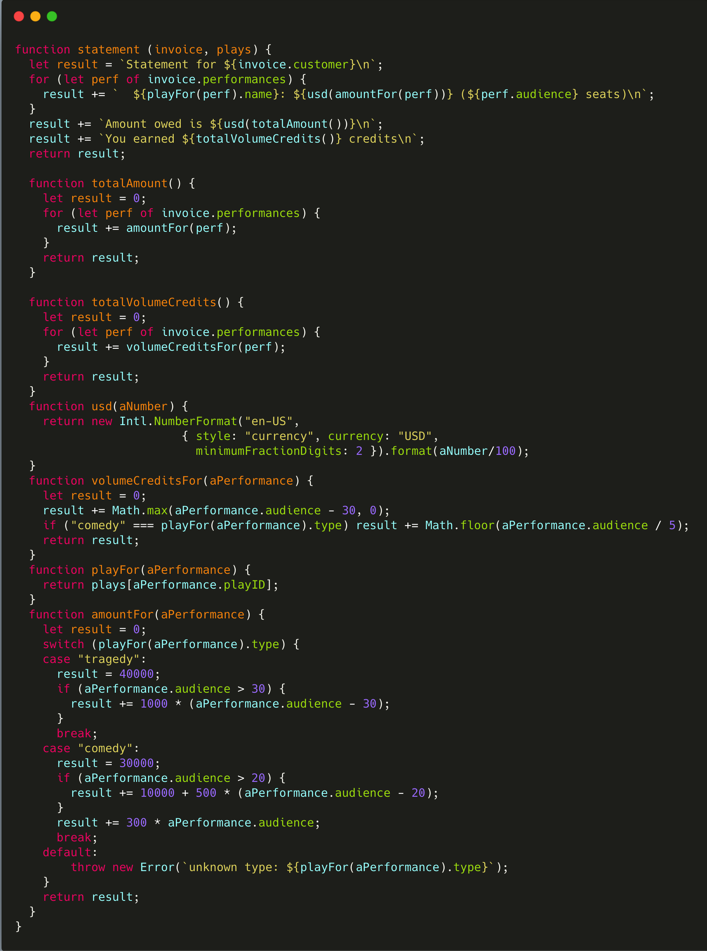 function statement (invoice, plays) {
  let result = `Statement for ${invoice.customer}\n`;
  for (let perf of invoice.performances) {
    result += `  ${playFor(perf).name}: ${usd(amountFor(perf))} (${perf.audience} seats)\n`;
  }
  result += `Amount owed is ${usd(totalAmount())}\n`;
  result += `You earned ${totalVolumeCredits()} credits\n`;
  return result;

  function totalAmount() {
    let result = 0;
    for (let perf of invoice.performances) {
      result += amountFor(perf);
    }
    return result;
  }

  function totalVolumeCredits() {
    let result = 0;
    for (let perf of invoice.performances) {
      result += volumeCreditsFor(perf);
    }
    return result;
  }
  function usd(aNumber) {
    return new Intl.NumberFormat("en-US",
                        { style: "currency", currency: "USD",
                          minimumFractionDigits: 2 }).format(aNumber/100);
  }
  function volumeCreditsFor(aPerformance) {
    let result = 0;
    result += Math.max(aPerformance.audience - 30, 0);
    if ("comedy" === playFor(aPerformance).type) result += Math.floor(aPerformance.audience / 5);
    return result;
  }
  function playFor(aPerformance) {
    return plays[aPerformance.playID];
  }
  function amountFor(aPerformance) {
    let result = 0;
    switch (playFor(aPerformance).type) {
    case "tragedy":
      result = 40000;
      if (aPerformance.audience > 30) {
        result += 1000 * (aPerformance.audience - 30);
      }
      break;
    case "comedy":
      result = 30000;
      if (aPerformance.audience > 20) {
        result += 10000 + 500 * (aPerformance.audience - 20);
      }
      result += 300 * aPerformance.audience;
      break;
    default:
        throw new Error(`unknown type: ${playFor(aPerformance).type}`);
    }
    return result;
  }
}